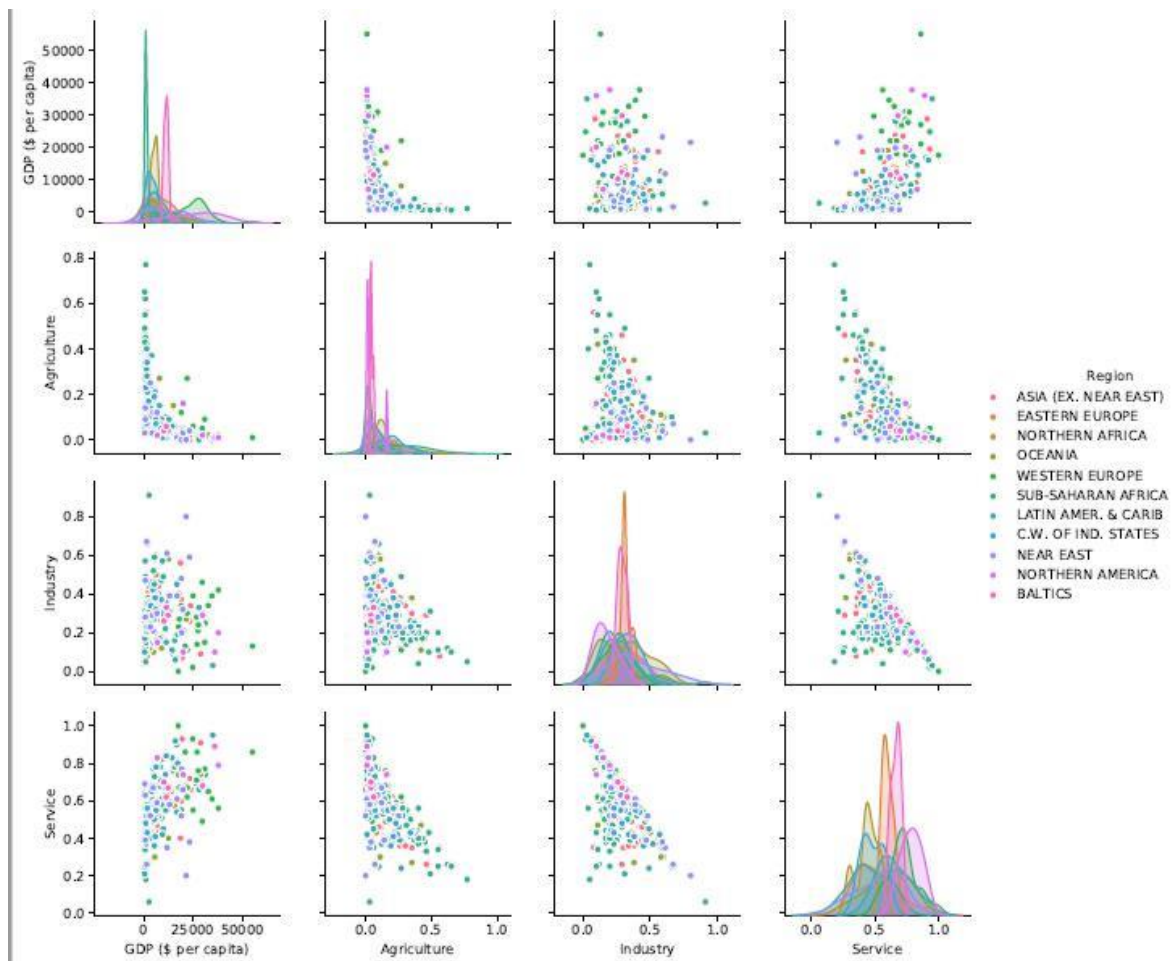 GDP ($ per capita)
50000
40000
30000
20000
10000
0
Agriculture
0.8
0.6
0.4
0.2
0.0
Industry
0.8
0.6
0.4
0.2
0.0
Service
1.0
0.8
0.6
0.4
0.2
0.0
0 25000 50000
GDP ($ per capita)
0.0 0.5 1.0
Agriculture
0.0 0.5 1.0
Industry
0.0 0.5 1.0
Service
Region
ASIA (EX. NEAR EAST)
EASTERN EUROPE
NORTHERN AFRICA
OCEANIA
WESTERN EUROPE
SUB-SAHARAN AFRICA
LATIN AMER. & CARIB
C.W. OF IND. STATES
NEAR EAST
NORTHERN AMERICA
BALTICS